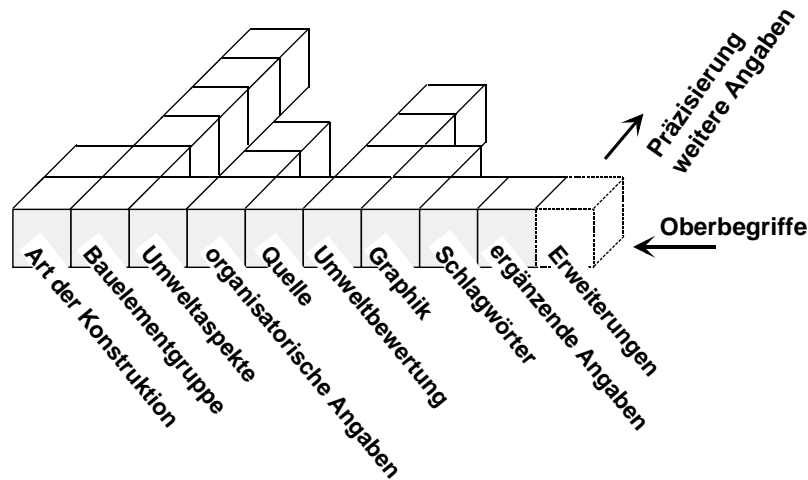 Präzisierung
weitere Angaben
Oberbegriffe
Art der Konstruktion
Bauelementgruppe
Umweltaspekte
organisatorische Angaben
Quelle
Umweltbewertung
Graphik
Schlagwörter
ergänzende Angaben
Erweiterungen